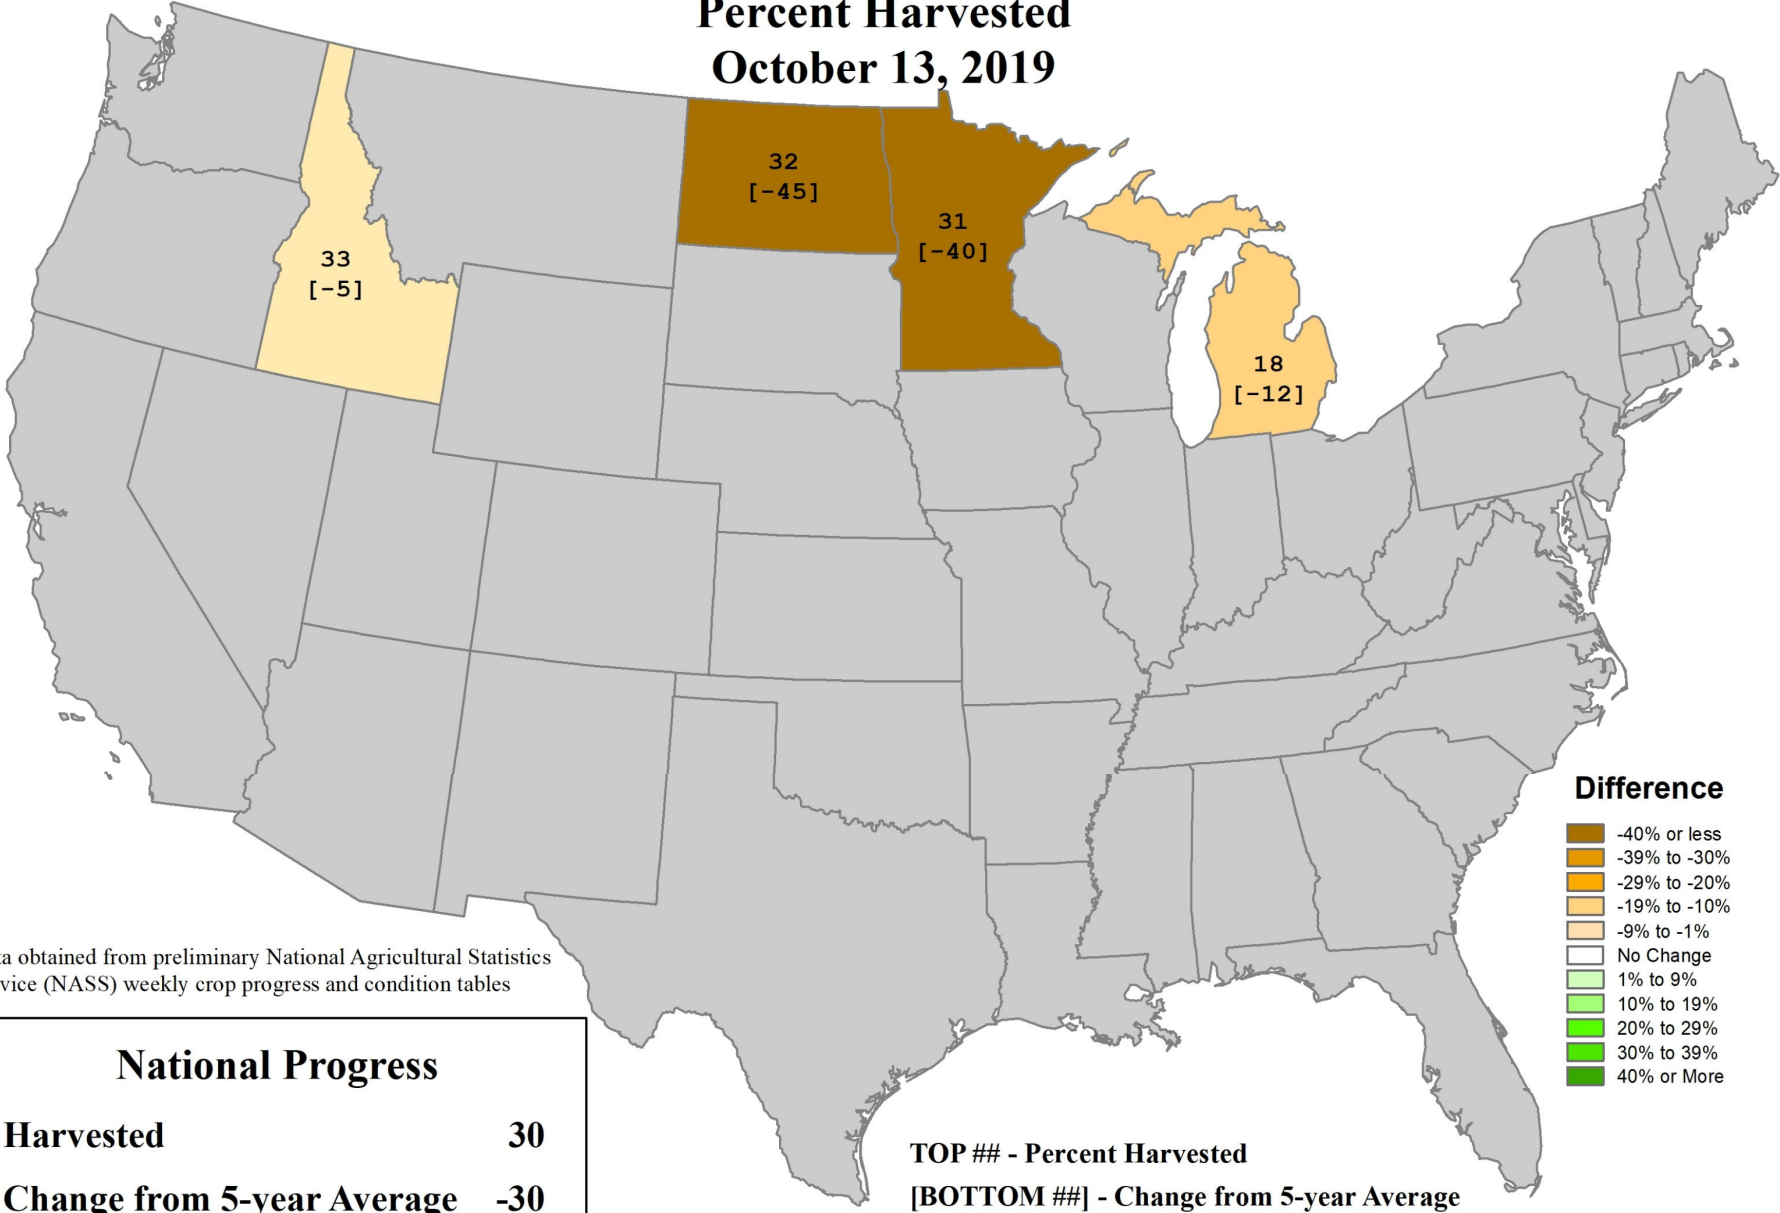 Percent Harvested
October 13, 2019
32
[-45]
31
[-40]
33
[-5]
18
[-12]
Difference
-40% or less
-39% to -30%
-29% to -20%
-19% to -10%
-9% to -1%
No Change
1% to 9%
10% to 19%
20% to 29%
30% to 39%
40% or More
obtained from preliminary National Agricultural Statistics
(NASS) weekly crop progress and condition tables
National Progress
Harvested 30
Change from 5-year Average -30
TOP ## - Percent Harvested
[BOTTOM ##] - Change from 5-year Average